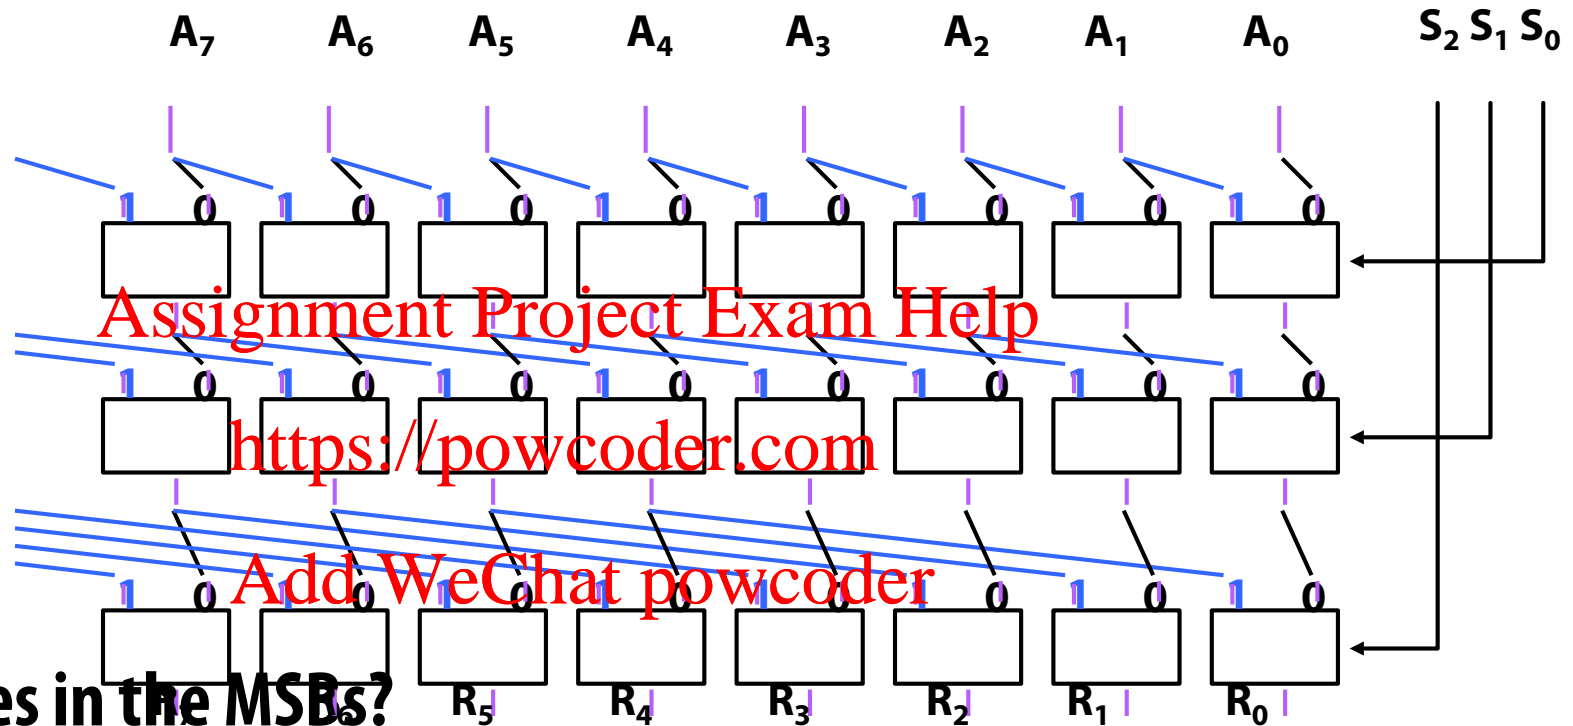 A7 A6 A5 A4 A3 A2 A1 A0 S2 S1 S0
1 0 1 0 1 0 1 0 1 0 1 0 1 0 1 0
Assignment Project Exam Help
1 0 1 0 1 0 1 0 1 0 1 0 1 0 1 0
https://powcoder.com
Add WeChat powcoder
1 0 1 0 1 0 1 0 1 0 1 0 1 0 1 0
es in the MSBs?
R7 R6 R5 R4 R3 R2 R1 R0